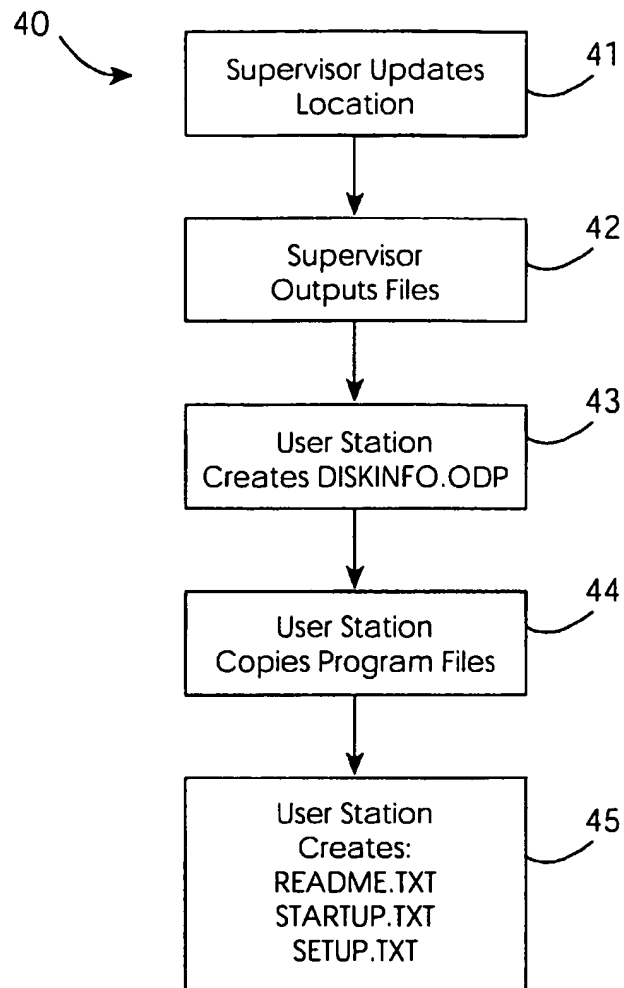 40
Supervisor Updates
Location
41
Supervisor
Outputs Files
42
User Station
Creates DISKINFO.ODP
43
User Station
Copies Program Files
44
User Station
Creates:
README.TXT
STARTUP.TXT
SETUP.TXT
45